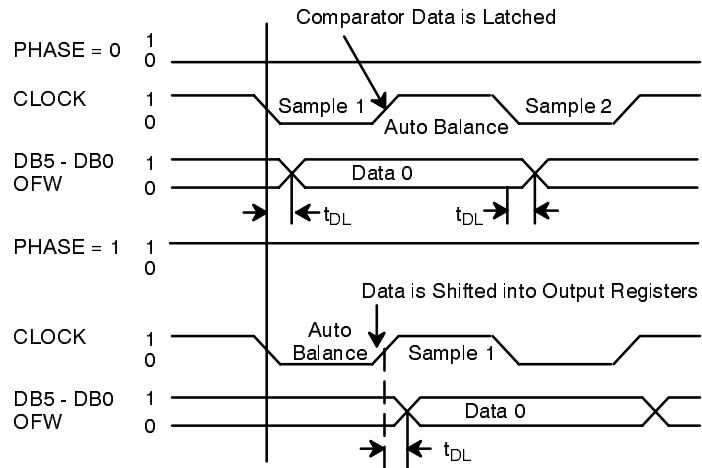 Comparator Data is Latched
PHASE = 0
1
0
CLOCK
1
0
Sample 1
Auto Balance
Sample 2
DB5 - DB0
OFW
1
0
Data 0
tDL
tDL
PHASE = 1
1
0
Data is Shifted into Output Registers
CLOCK
1
0
Auto
Balance
Sample 1
DB5 - DB0
OFW
1
0
Data 0
tDL